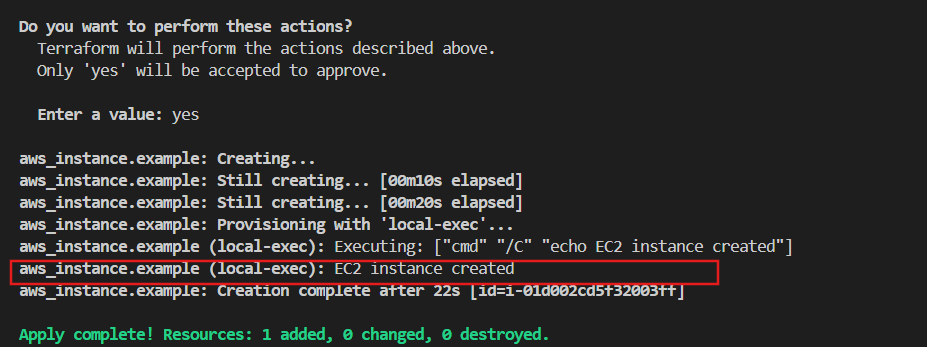 Do you want to perform these actions?
Terraform will perform the actions described above.
Only 'yes' will be accepted to approve.
Enter a value: yes
aws_instance.example: Creating...
aws_instance.example: Still creating... [00m10s elapsed]
aws_instance.example: Still creating... [00m20s elapsed]
aws_instance.example: Provisioning with 'local-exec'...
aws_instance.example (local-exec): Executing: ["cmd" "/C" "echo EC2 instance created"]
aws_instance.example (local-exec): EC2 instance created
aws_instance.example: Creation complete after 22s [id=i-01d002cd5f32003ff]
Apply complete! Resources: 1 added, 0 changed, 0 destroyed.